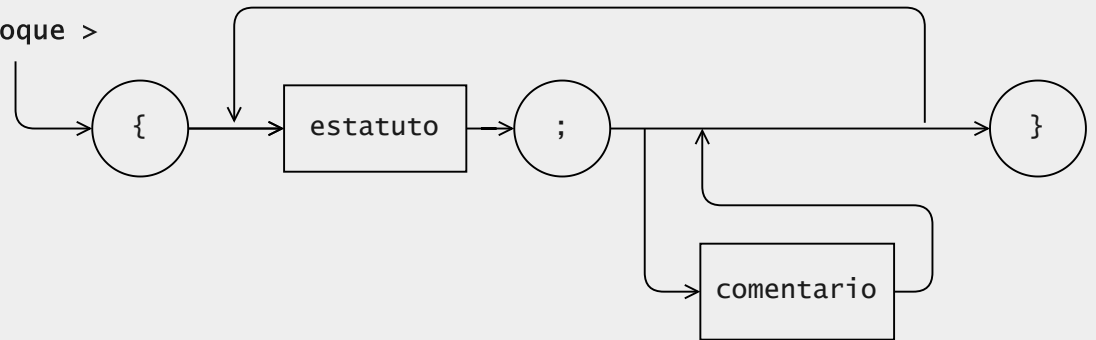 oque >
{
estatuto
;
}
comentario